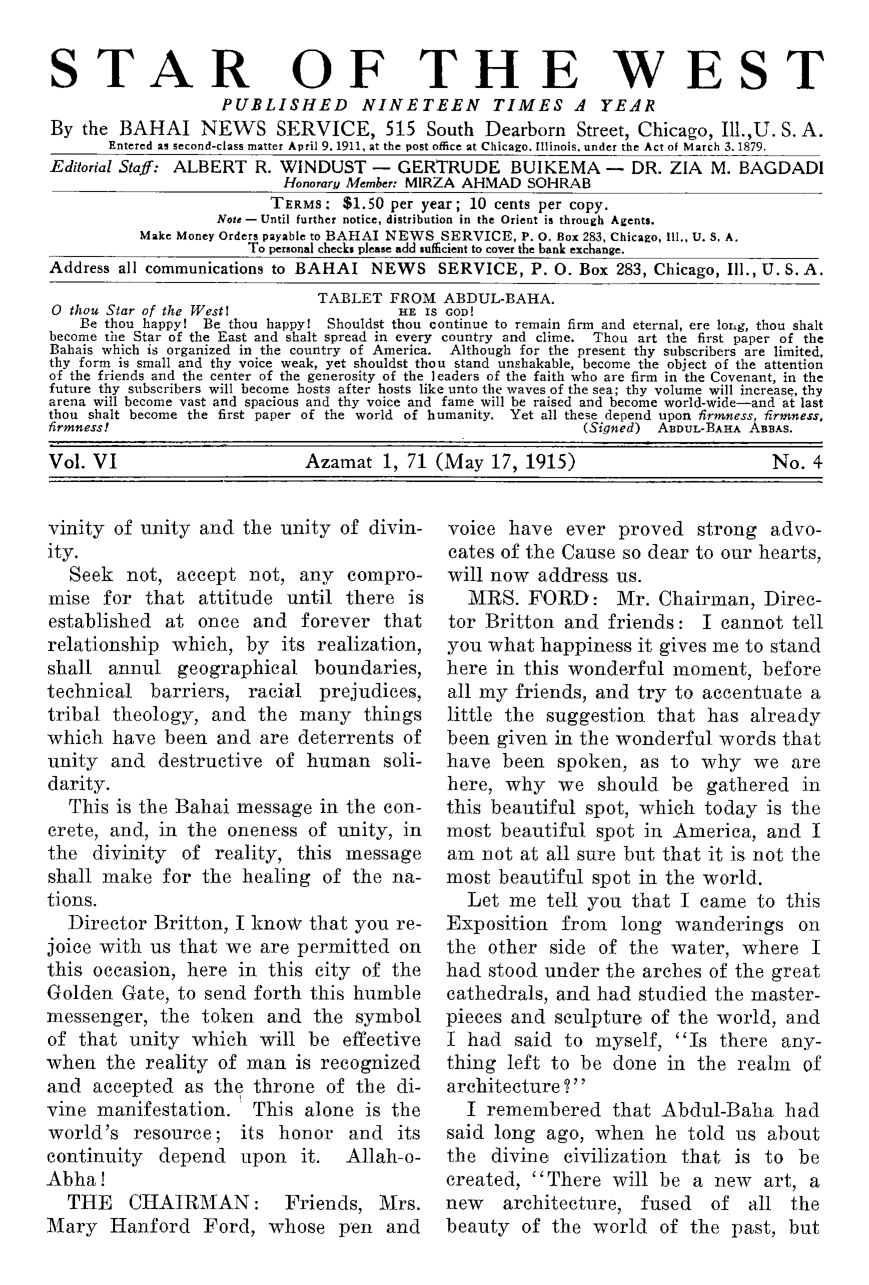 STAR OF THE WEST
PUBLISHED NINETEEN TIMES A YEAR
By the BAHAI NEWS SERVICE, 515 South Dearborn Street, Chicago, Ill.,U. S. A.
Entered as second-class matter April 9, 1911, at the post office at Chicago, Illinois, under the Act of March 3, 1879.
Editorial Staff: ALBERT R. WINDUST — GERTRUDE BUIKEMA — DR. ZIA M. BAGDADI
Honorary Member: MIRZA AHMAD SOHRAB
TERMS: $1.50 per year; 10 cents per copy.
Note — Until further notice, distribution in the Orient is through Agents.
Make Money Orders payable to BAHAI NEWS SERVICE, P. O. Box 283, Chicago, Ill., U. S. A.
To personal checks please add sufficient to cover the bank exchange.
Address all communications to BAHAI NEWS SERVICE, P. O. Box 283, Chicago, Ill., U. S. A.
TABLET FROM ABDUL-BAHA.
O thou Star of the West! HE IS GOD!
Be thou happy! Be thou happy! Shouldst thou continue to remain firm and eternal, ere long, thou shalt
become the Star of the East and shalt spread in every country and clime. Thou art the first paper of the
Bahais which is organized in the country of America. Although for the present thy subscribers are limited,
thy form is small and thy voice weak, yet shouldst thou stand unshakable, become the object of the attention
of the friends and the center of the generosity of the leaders of the faith who are firm in the Covenant, in the
future thy subscribers will become hosts after hosts like unto the waves of the sea; thy volume will increase, thy
arena will become vast and spacious and thy voice and fame will be raised and become world-wide—and at last
thou shalt become the first paper of the world of humanity. Yet all these depend upon firmness, firmness,
firmness! (Signed) ABDUL-BAHA ABBAS.
Vol. VI Azamat 1, 71 (May 17, 1915) No. 4
vinity of unity and the unity of divin-
ity.
Seek not, accept not, any compro-
mise for that attitude until there is
established at once and forever that
relationship which, by its realization,
shall annul geographical boundaries,
technical barriers, racial prejudices,
tribal theology, and the many things
which have been and are deterrents of
unity and destructive of human soli-
darity.
This is the Bahai message in the con-
crete, and, in the oneness of unity, in
the divinity of reality, this message
shall make for the healing of the na-
tions.
Director Britton, I know that you re-
joice with us that we are permitted on
this occasion, here in this city of the
Golden Gate, to send forth this humble
messenger, the token and the symbol
of that unity which will be effective
when the reality of man is recognized
and accepted as the throne of the di-
vine manifestation. This alone is the
world's resource; its honor and its
continuity depend upon it. Allah-o-
Abha!
THE CHAIRMAN: Friends, Mrs.
Mary Hanford Ford, whose pen and
voice have ever proved strong advo-
cates of the Cause so dear to our hearts,
will now address us.
MRS. FORD: Mr. Chairman, Direc-
tor Britton and friends: I cannot tell
you what happiness it gives me to stand
here in this wonderful moment, before
all my friends, and try to accentuate a
little the suggestion that has already
been given in the wonderful words that
have been spoken, as to why we are
here, why we should be gathered in
this beautiful spot, which today is the
most beautiful spot in America, and I
am not at all sure but that it is not the
most beautiful spot in the world.
Let me tell you that I came to this
Exposition from long wanderings on
the other side of the water, where I
had stood under the arches of the great
cathedrals, and had studied the master-
pieces and sculpture of the world, and
I had said to myself, "Is there any-
thing left to be done in the realm of
architecture?"
I remembered that Abdul-Baha had
said long ago, when he told us about
the divine civilization that is to be
created, "There will be a new art, a
new architecture, fused of all the
beauty of the world of the past, but